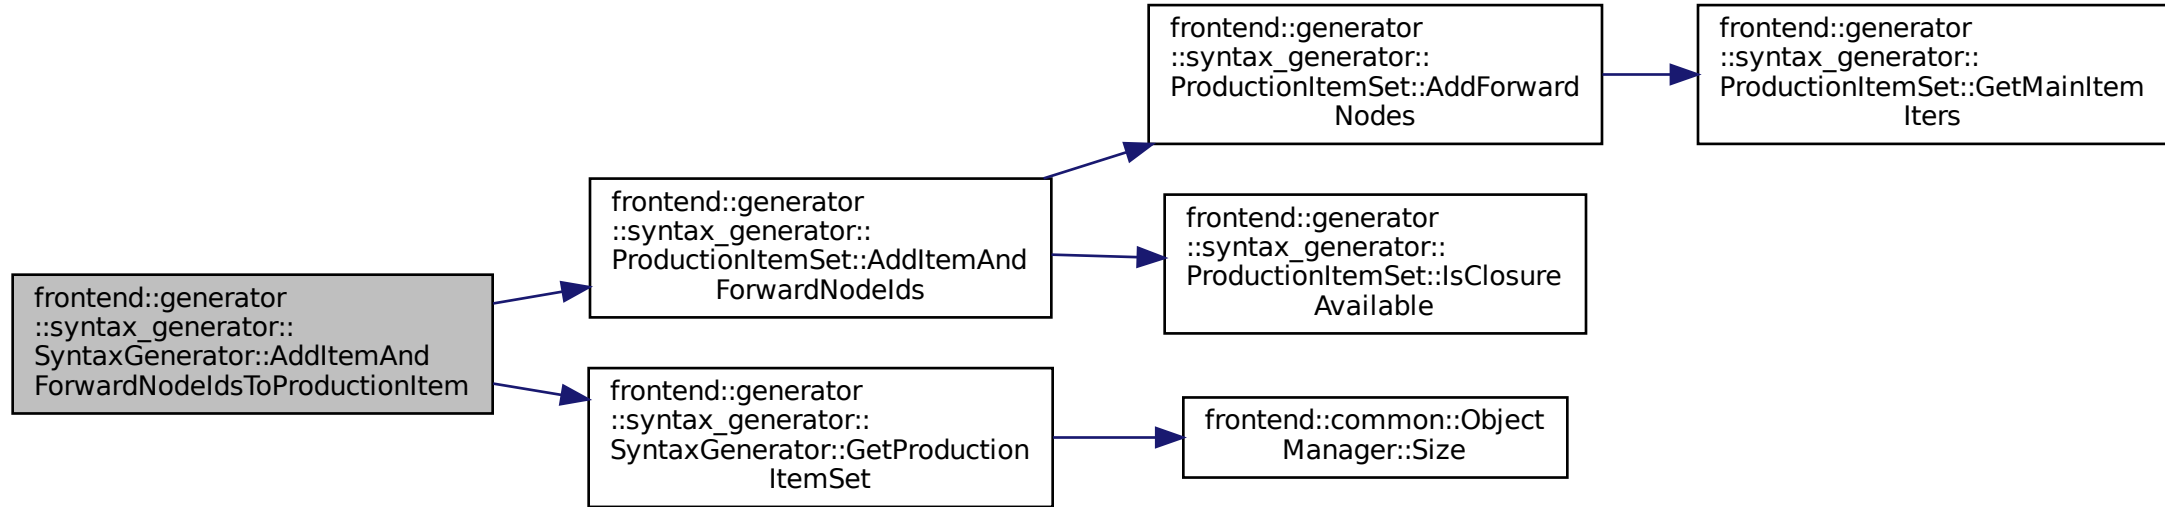 frontend::generator
::syntax_generator::
SyntaxGenerator::AddItemAnd
ForwardNodeIdsToProductionItem
frontend::generator
::syntax_generator::
ProductionItemSet::AddItemAnd
ForwardNodeIds
frontend::generator
::syntax_generator::
ProductionItemSet::AddForward
Nodes
frontend::generator
::syntax_generator::
ProductionItemSet::GetMainItem
Iters
frontend::generator
::syntax_generator::
ProductionItemSet::IsClosure
Available
frontend::generator
::syntax_generator::
SyntaxGenerator::GetProduction
ItemSet
frontend::common::Object
Manager::Size